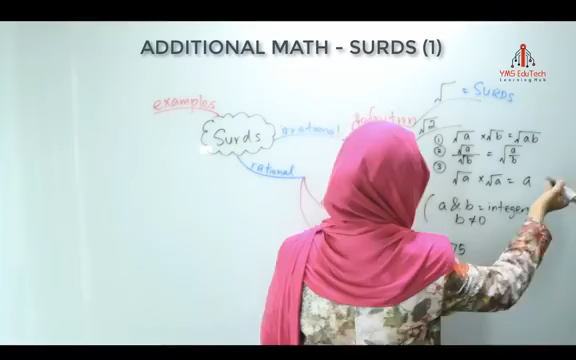 ADDITIONAL MATH - SURDS (1)
YMS EduTech
Learning Hub
examples
Surds
irrational
rational
√ = SURDS
√2
① √a × √b = √ab
② √a/√b = √(a/b)
③ √a × √a = a
( a & b = integers
b ≠ 0
75